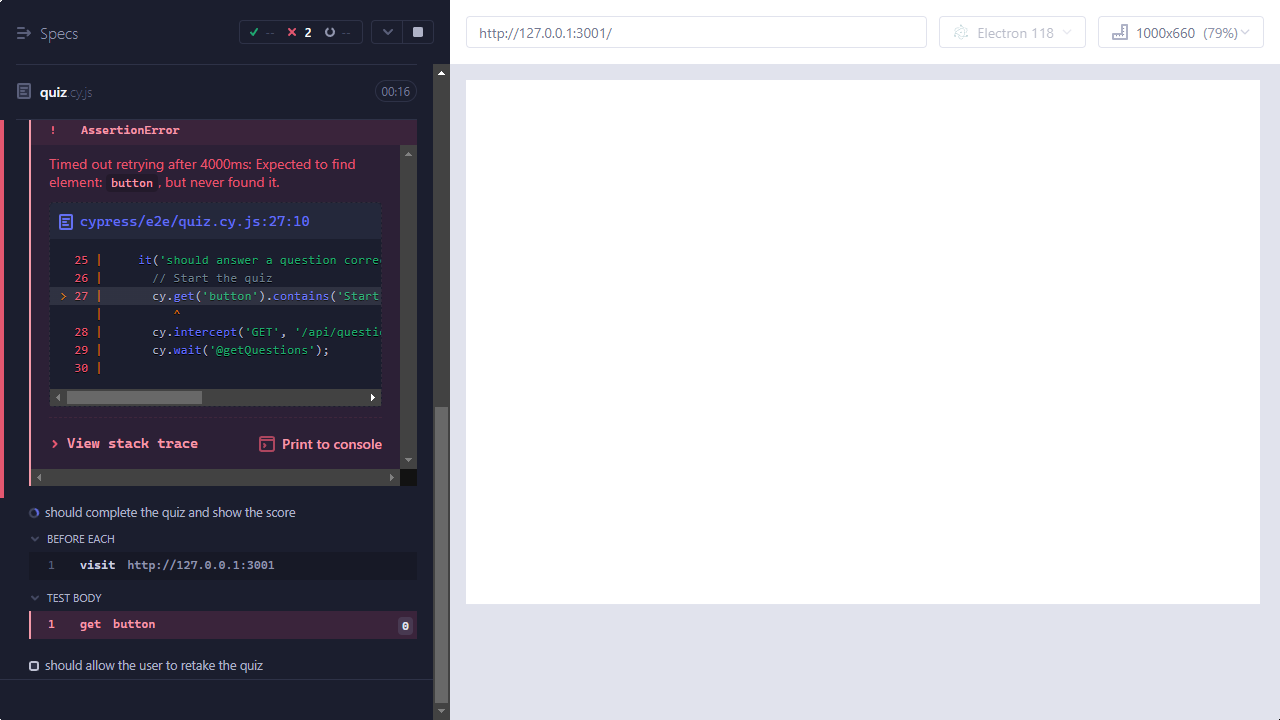 Specs
-- 2 --
http://127.0.0.1:3001/
Electron 118
1000x660 (79%)
quiz.cy.js
00:16
! AssertionError
Timed out retrying after 4000ms: Expected to find
element: button, but never found it.
cypress/e2e/quiz.cy.js:27:10
25 | it('should answer a question corre
26 | // Start the quiz
> 27 | cy.get('button').contains('Start
| ^
28 | cy.intercept('GET', '/api/questio
29 | cy.wait('@getQuestions');
30 |
> View stack trace
Print to console
should complete the quiz and show the score
BEFORE EACH
1 visit http://127.0.0.1:3001
TEST BODY
1 get button 0
should allow the user to retake the quiz